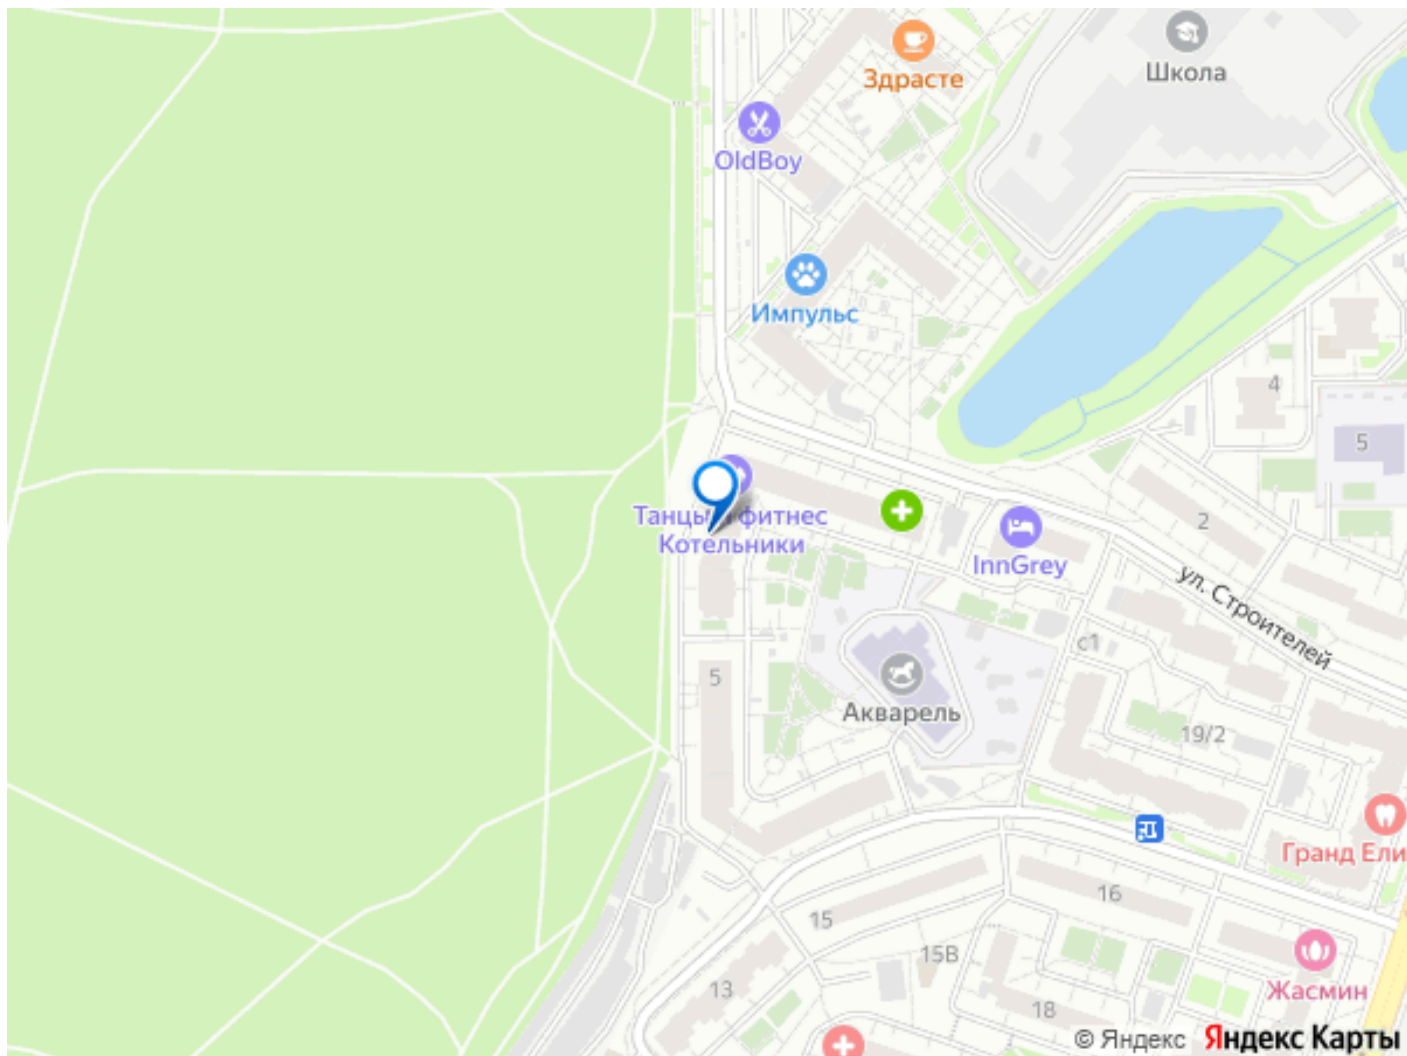 Здрасте
Школа
OldBoy
Импульс
4
5
Танцы и фитнес
Котельники
2
InnGrey
ул. Строителей
с1
5
Акварель
19/2
Гранд Ели
16
15
15В
13
18
Жасмин
© Яндекс Яндекс Карты